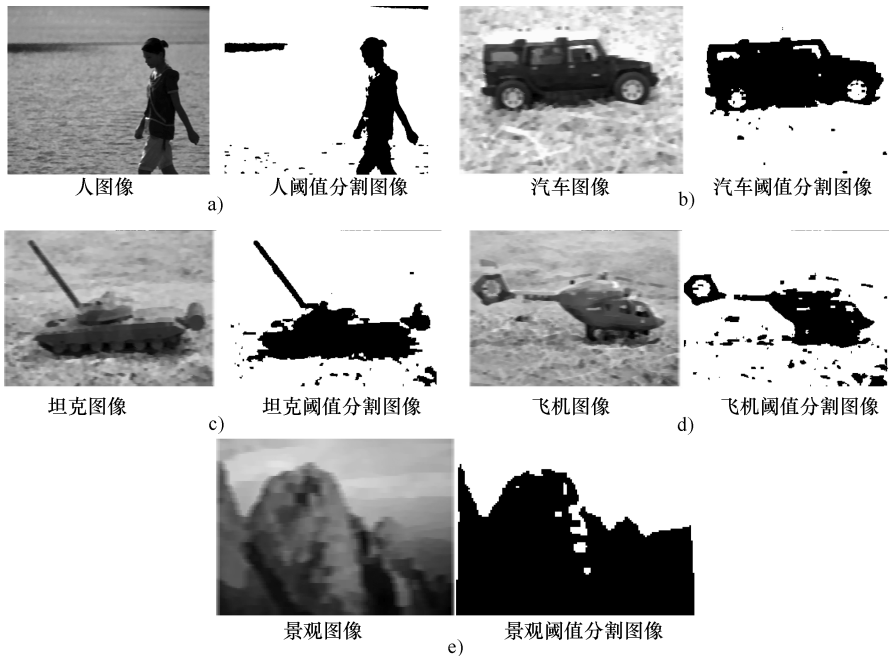 人图像
人阈值分割图像
a)
汽车图像
汽车阈值分割图像
b)
坦克图像
坦克阈值分割图像
c)
飞机图像
飞机阈值分割图像
d)
景观图像
景观阈值分割图像
e)